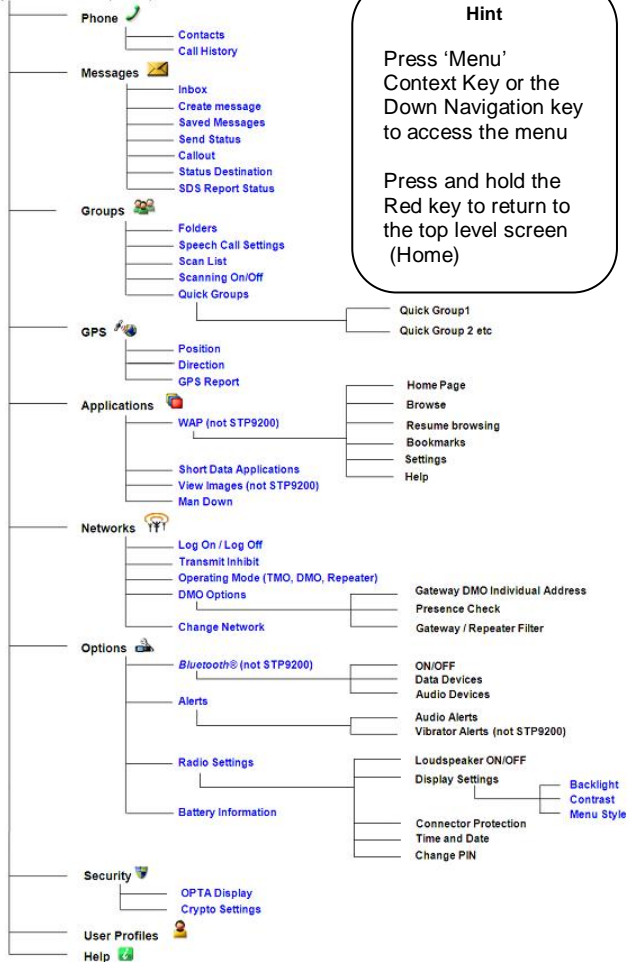 Hint
Press ‘Menu’
Context Key or the
Down Navigation key
to access the menu
Press and hold the
Red key to return to
the top level screen
(Home)
Phone
Contacts
Call History
Messages
Inbox
Create message
Saved Messages
Send Status
Callout
Status Destination
SDS Report Status
Groups
Folders
Speech Call Settings
Scan List
Scanning On/Off
Quick Groups
Quick Group1
Quick Group 2 etc
GPS
Position
Direction
GPS Report
Applications
WAP (not STP9200)
Home Page
Browse
Resume browsing
Bookmarks
Settings
Help
Short Data Applications
View Images (not STP9200)
Man Down
Networks
Log On / Log Off
Transmit Inhibit
Operating Mode (TMO, DMO, Repeater)
DMO Options
Gateway DMO Individual Address
Presence Check
Gateway / Repeater Filter
Change Network
Options
Bluetooth® (not STP9200)
ON/OFF
Data Devices
Audio Devices
Alerts
Audio Alerts
Vibrator Alerts (not STP9200)
Radio Settings
Loudspeaker ON/OFF
Display Settings
Backlight
Contrast
Menu Style
Connector Protection
Time and Date
Change PIN
Battery Information
Security
OPTA Display
Crypto Settings
User Profiles
Help